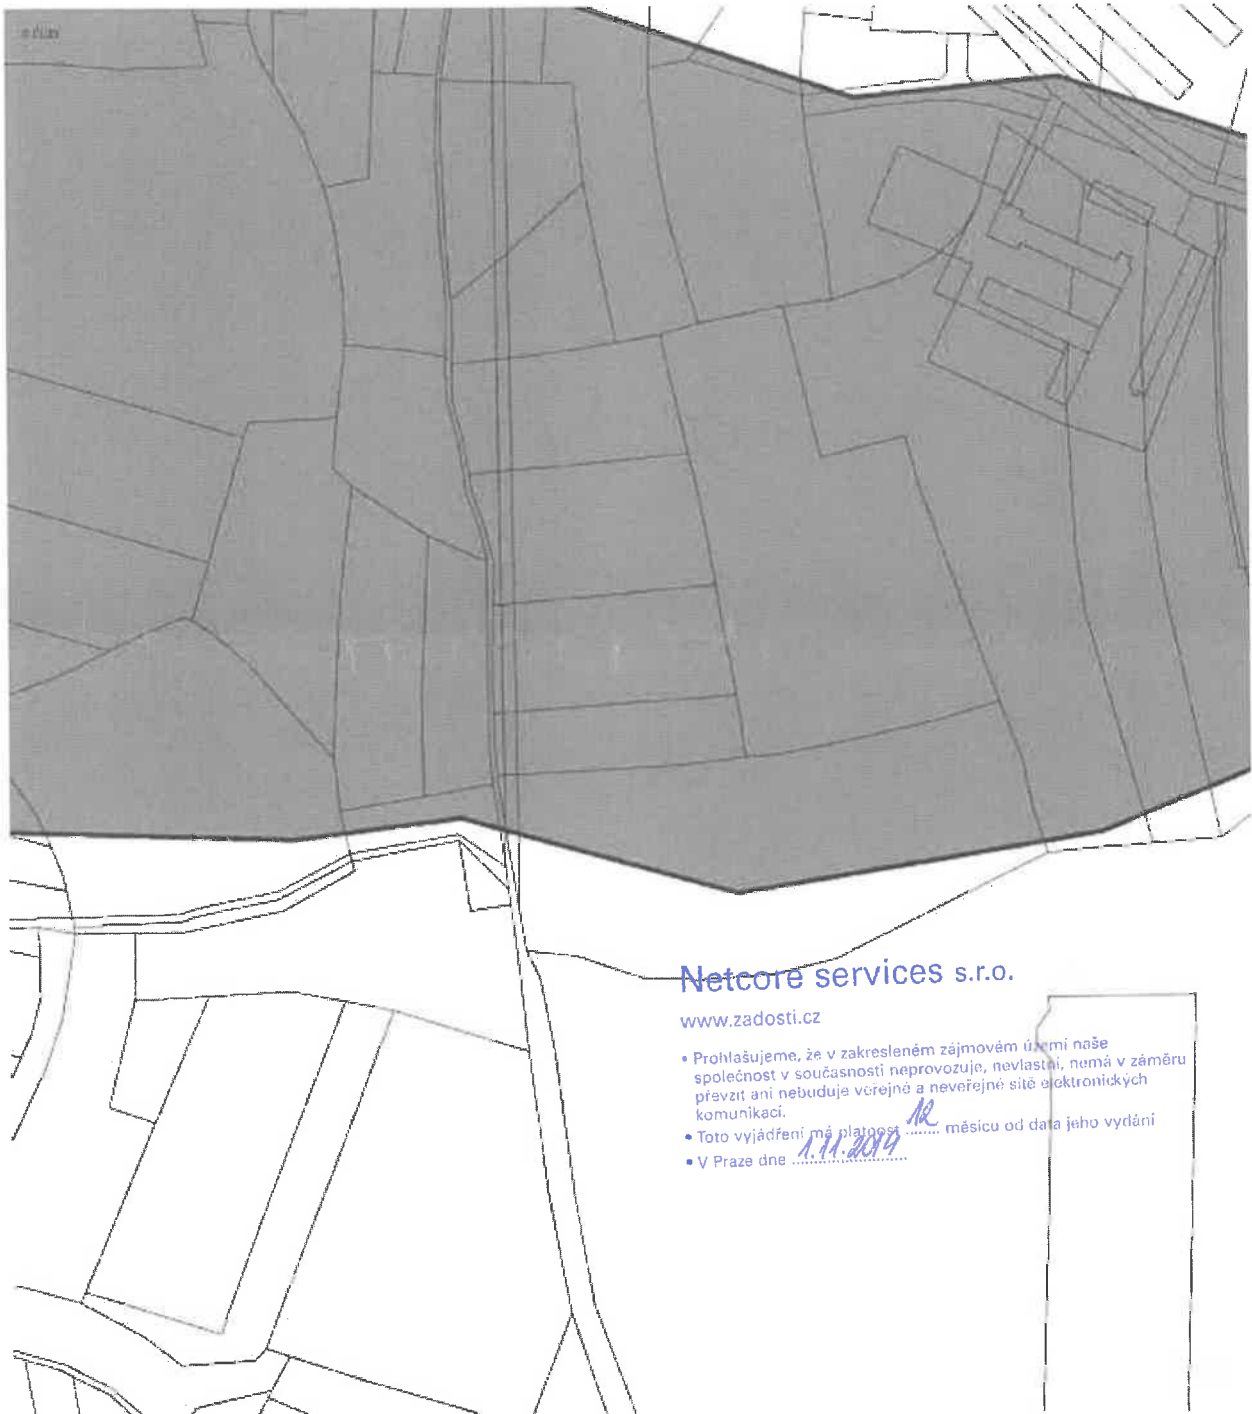 Netcore services s.r.o.
www.zadosti.cz
• Prohlašujeme, že v zakresleném zájmovém území naše
společnost v současnosti neprovozuje, nevlastní, nemá v záměru
převzít ani nebuduje veřejné a neveřejné sítě elektronických
komunikací.
• Toto vyjádření má platnost 12 měsícu od data jeho vydání
• V Praze dne 1.11.2019